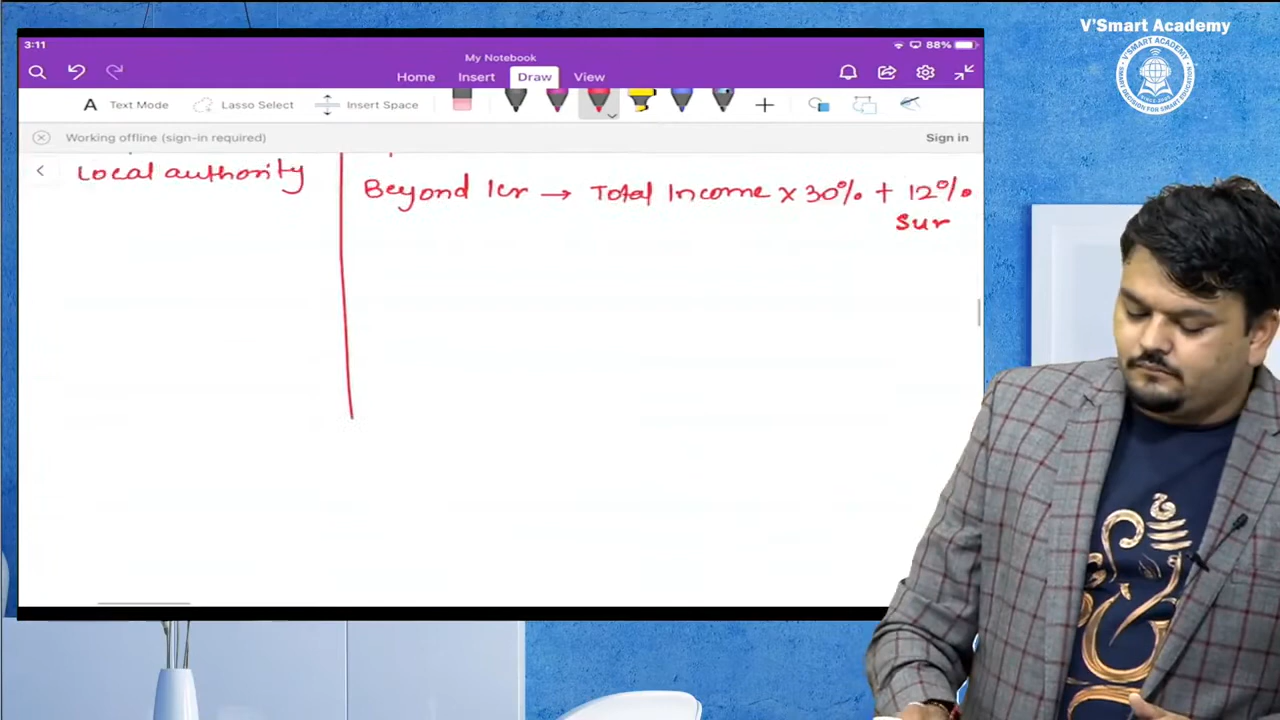 V'Smart Academy
3:11
88%
My Notebook
Home Insert Draw View
A Text Mode Lasso Select Insert Space
Working offline (sign-in required) Sign in
Local authority
Beyond 1cr → Total Income x 30% + 12%
Sur